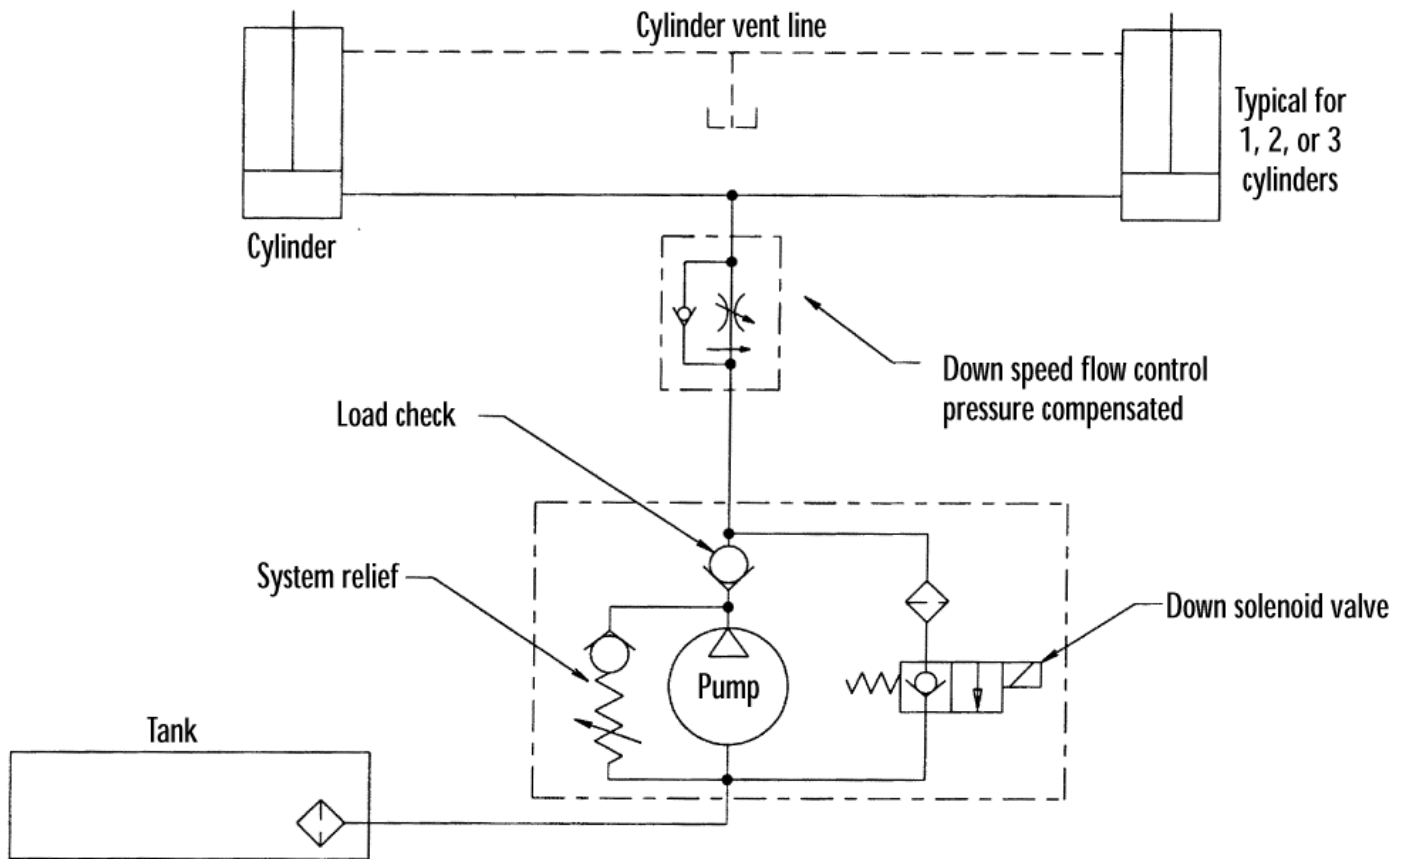 Cylinder vent line
Typical for
1, 2, or 3
cylinders
Cylinder
Down speed flow control
pressure compensated
Load check
System relief
Down solenoid valve
Pump
Tank